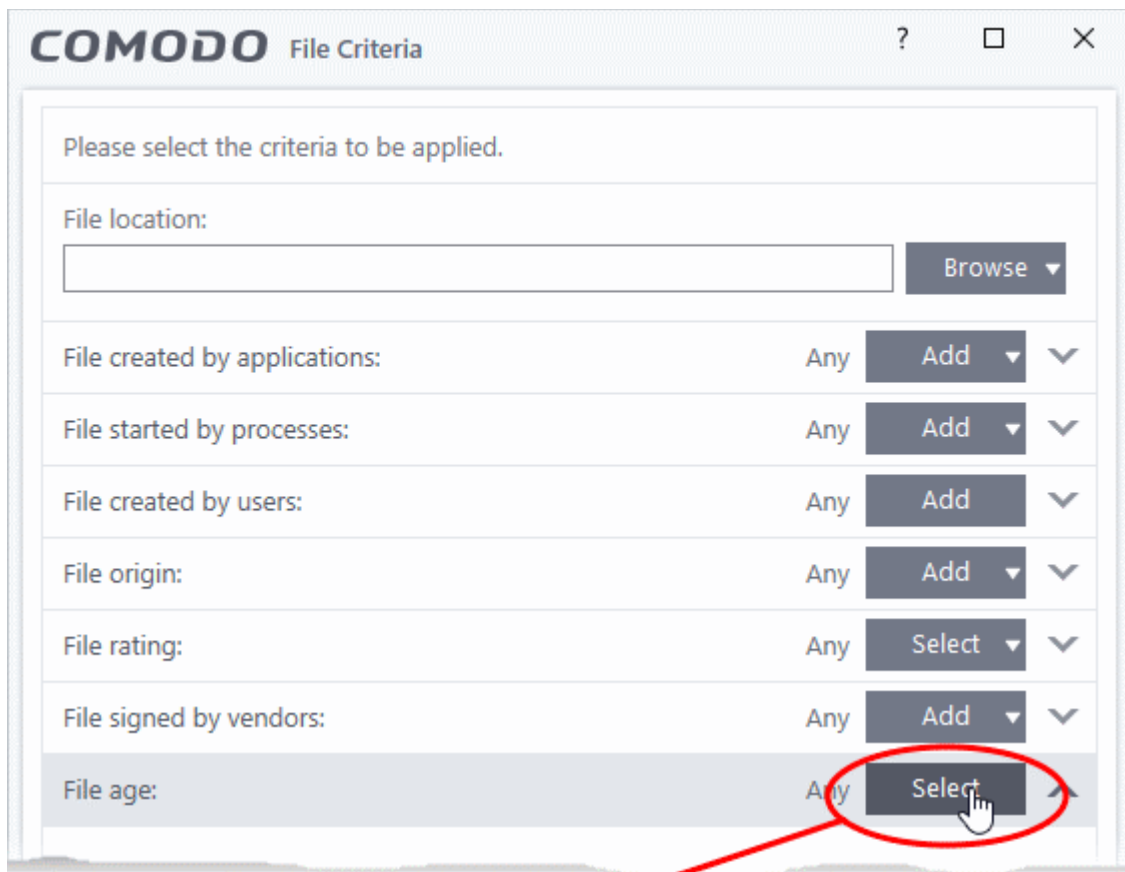 COMODO File Criteria ?
Please select the criteria to be applied.
File location:
Browse
File created by applications: Any Add
File started by processes: Any Add
File created by users: Any Add
File origin: Any Add
File rating: Any Select
File signed by vendors: Any Add
File age: Any Select